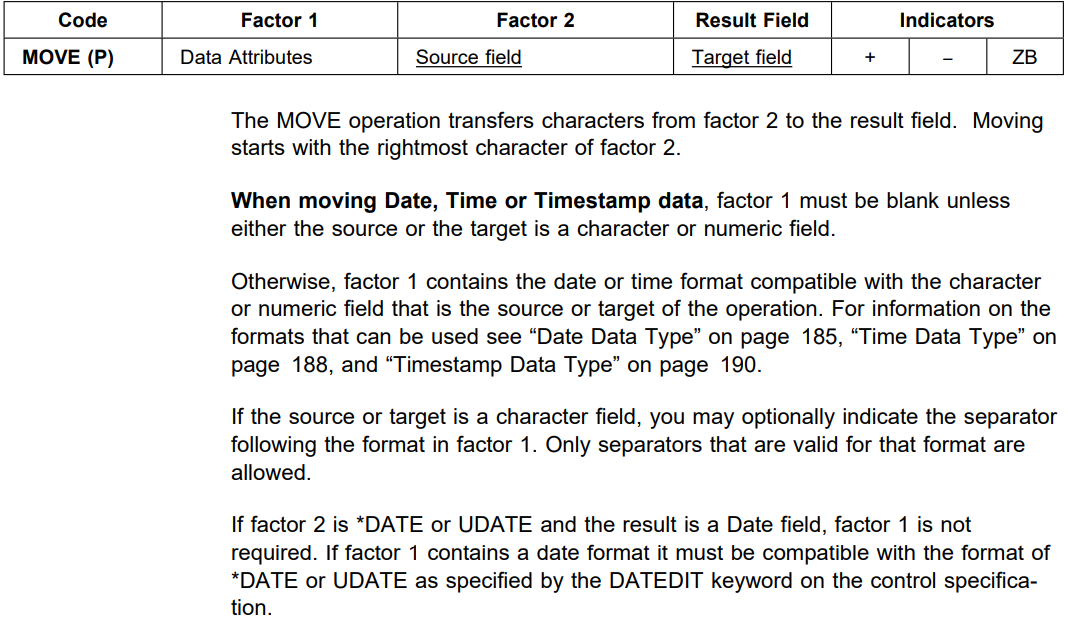 Code Factor 1 Factor 2 Result Field Indicators
MOVE (P) Data Attributes Source field Target field + − ZB
The MOVE operation transfers characters from factor 2 to the result field. Moving
starts with the rightmost character of factor 2.
When moving Date, Time or Timestamp data, factor 1 must be blank unless
either the source or the target is a character or numeric field.
Otherwise, factor 1 contains the date or time format compatible with the character
or numeric field that is the source or target of the operation. For information on the
formats that can be used see “Date Data Type” on page 185, “Time Data Type” on
page 188, and “Timestamp Data Type” on page 190.
If the source or target is a character field, you may optionally indicate the separator
following the format in factor 1. Only separators that are valid for that format are
allowed.
If factor 2 is *DATE or UDATE and the result is a Date field, factor 1 is not
required. If factor 1 contains a date format it must be compatible with the format of
*DATE or UDATE as specified by the DATEDIT keyword on the control specifica-
tion.